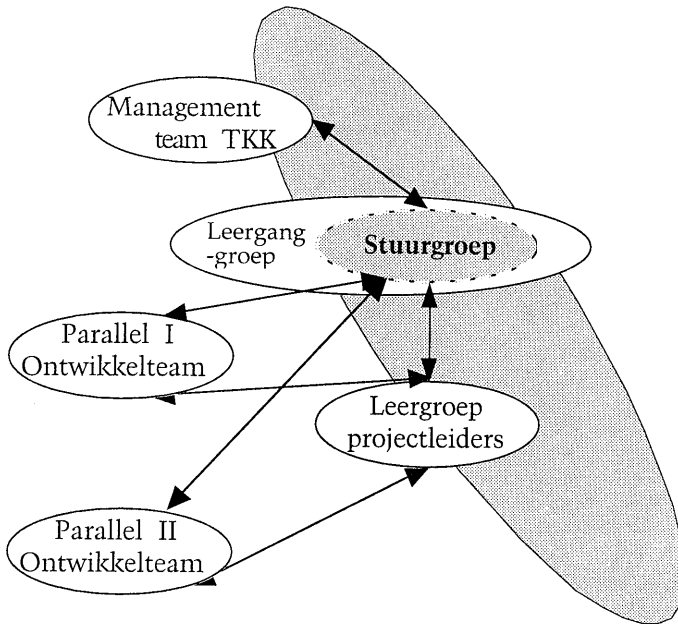 Management
team TKK
Leergang
-groep
Stuurgroep
Parallel I
Ontwikkelteam
Leergroep
projectleiders
Parallel II
Ontwikkelteam